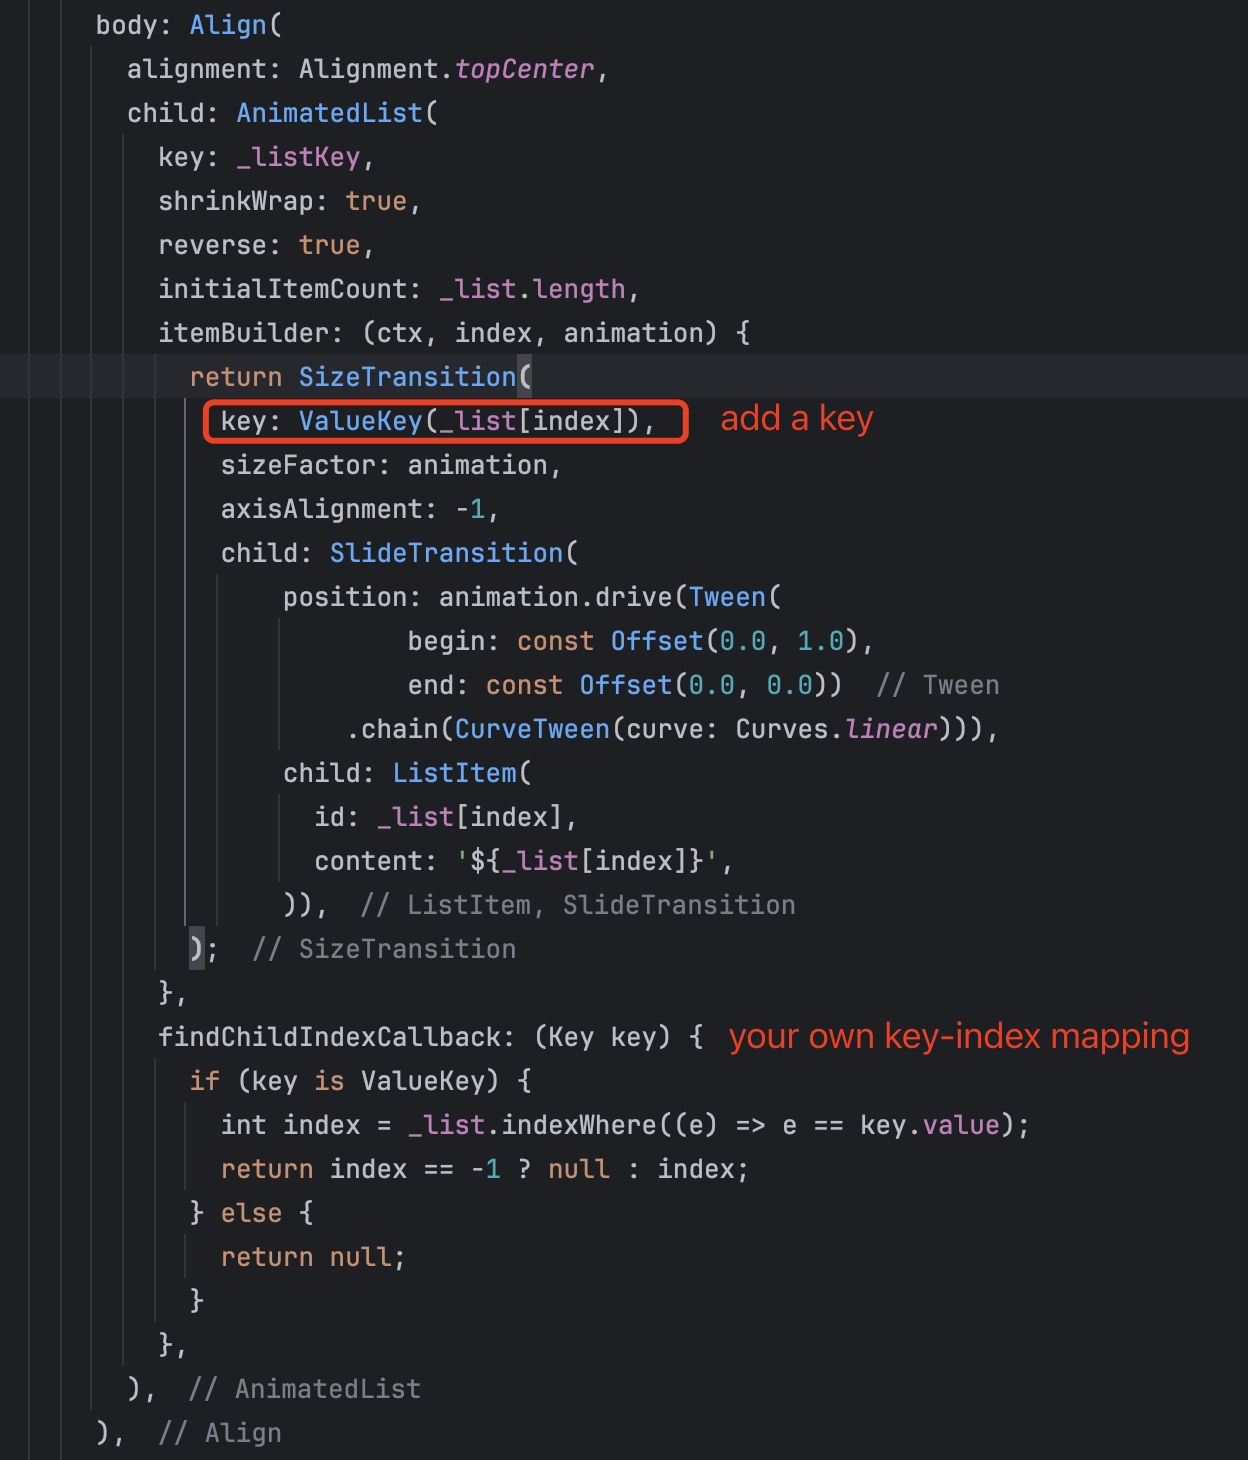 body: Align(
alignment: Alignment.topCenter,
child: AnimatedList(
key: _listKey,
shrinkWrap: true,
reverse: true,
initialItemCount: _list.length,
itemBuilder: (ctx, index, animation) {
return SizeTransition(
key: ValueKey(_list[index]), add a key
sizeFactor: animation,
axisAlignment: -1,
child: SlideTransition(
position: animation.drive(Tween(
begin: const Offset(0.0, 1.0),
end: const Offset(0.0, 0.0)) // Tween
.chain(CurveTween(curve: Curves.linear))),
child: ListItem(
id: _list[index],
content: '${_list[index]}',
)), // ListItem, SlideTransition
); // SizeTransition
},
findChildIndexCallback: (Key key) { your own key-index mapping
if (key is ValueKey) {
int index = _list.indexWhere((e) => e == key.value);
return index == -1 ? null : index;
} else {
return null;
}
},
), // AnimatedList
), // Align